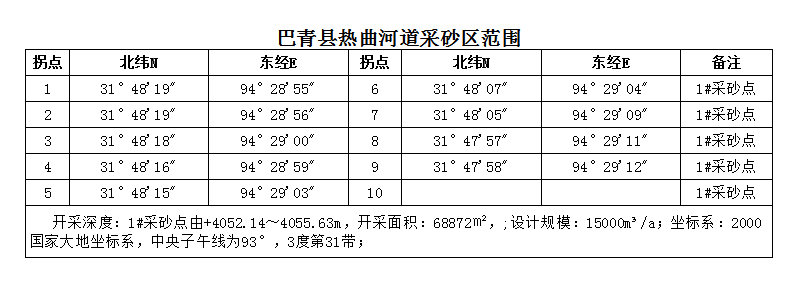 巴青县热曲河道采砂区范围
拐点 北纬N 东经E 拐点 北纬N 东经E 备注
1 31°48'19" 94°28'55" 6 31°48'07" 94°29'04" 1#采砂点
2 31°48'19" 94°28'56" 7 31°48'05" 94°29'09" 1#采砂点
3 31°48'18" 94°29'00" 8 31°47'57" 94°29'11" 1#采砂点
4 31°48'16" 94°28'59" 9 31°47'58" 94°29'12" 1#采砂点
5 31°48'15" 94°29'03" 10 1#采砂点
开采深度：1#采砂点由+4052.14～4055.63m，开采面积：68872㎡，;设计规模：15000m³/a；坐标系：2000
国家大地坐标系，中央子午线为93°，3度第31带；